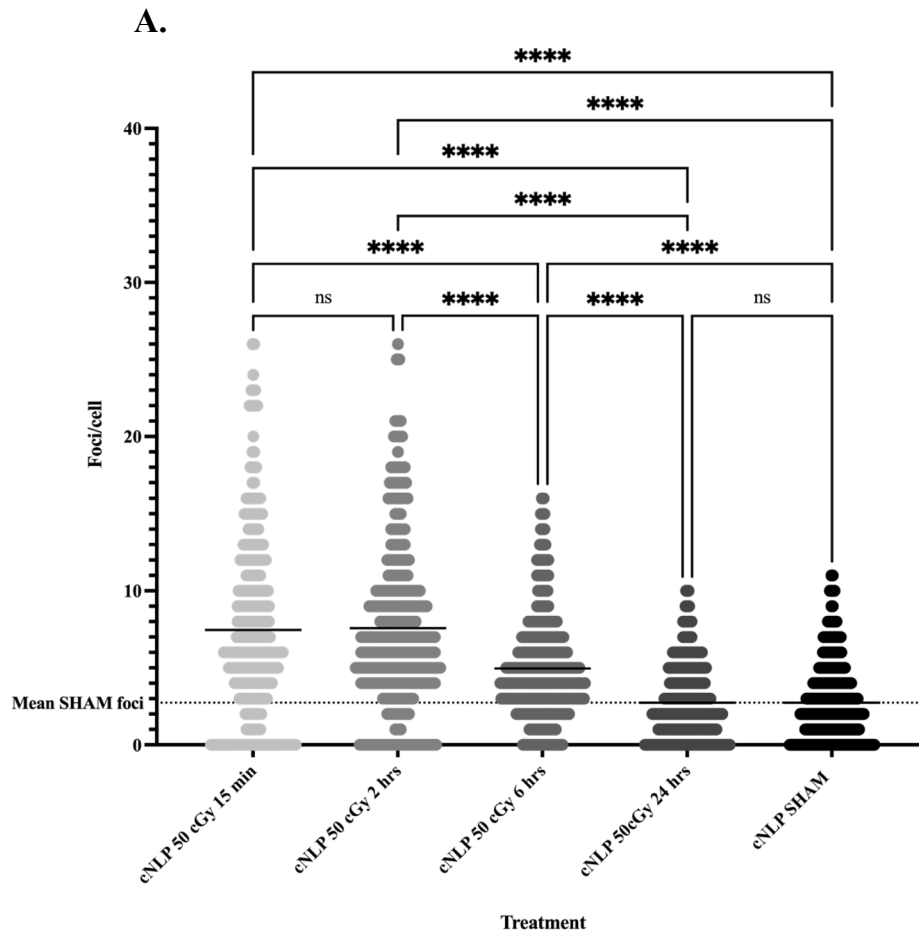 A.
****
****
****
****
**** ****
ns **** **** ns
40
30
20
10
0
Foci/cell
Mean SHAM foci
cNLP 50 cGy 15 min
cNLP 50 cGy 2 hrs
cNLP 50 cGy 6 hrs
cNLP 50cGy 24 hrs
cNLP SHAM
Treatment